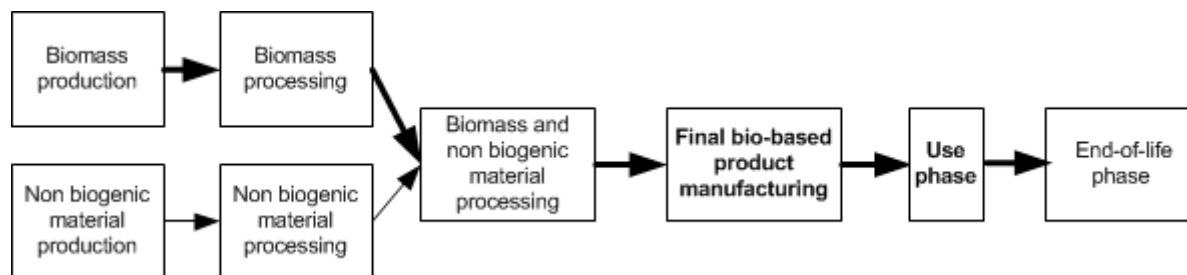 Biomass
production
Biomass
processing
Non biogenic
material
production
Non biogenic
material
processing
Biomass and
non biogenic
material
processing
Final bio-based
product
manufacturing
Use
phase
End-of-life
phase